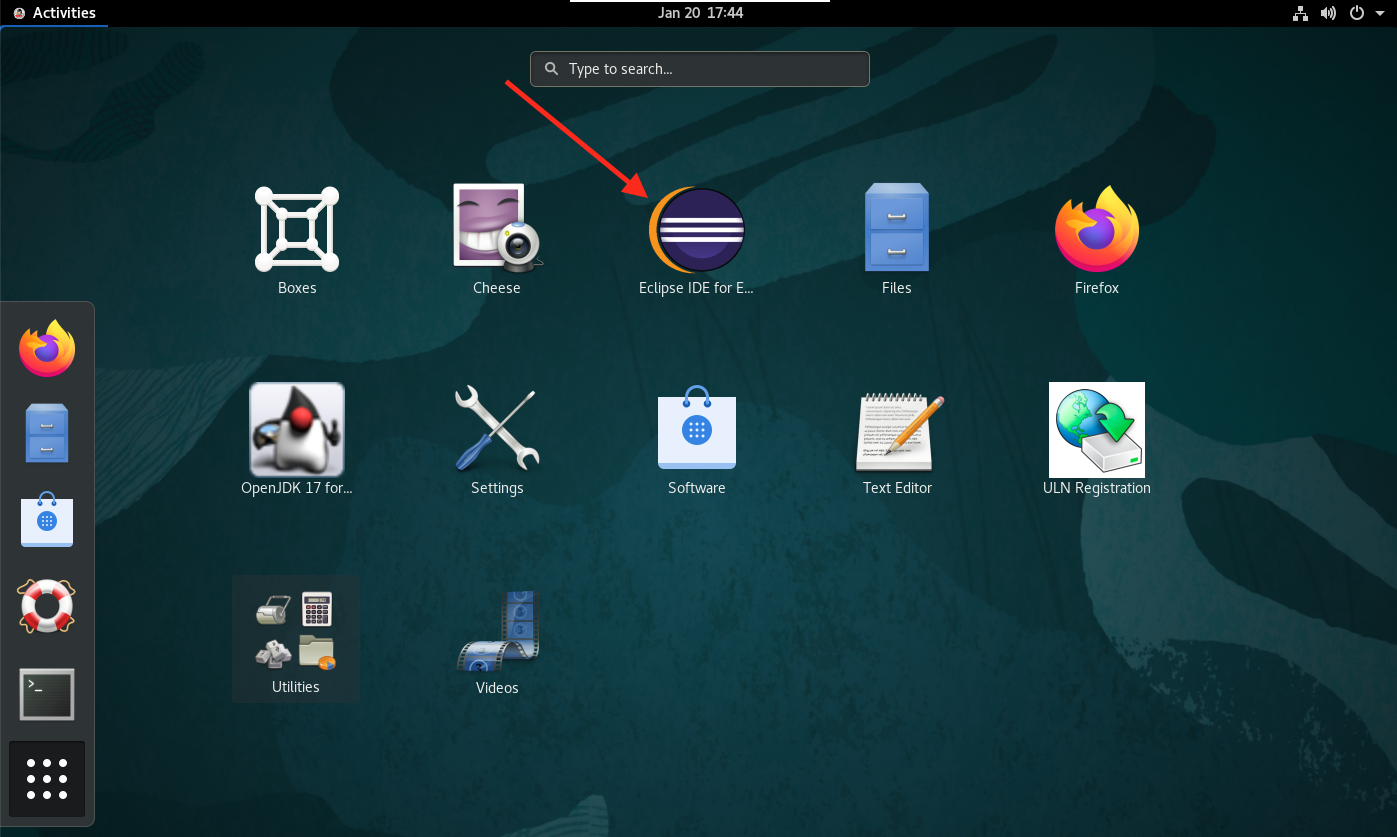 Activities
Jan 20 17:44
Type to search...
Boxes
Cheese
Eclipse IDE for E...
Files
Firefox
OpenJDK 17 for...
Settings
Software
Text Editor
ULN Registration
Utilities
Videos
>_